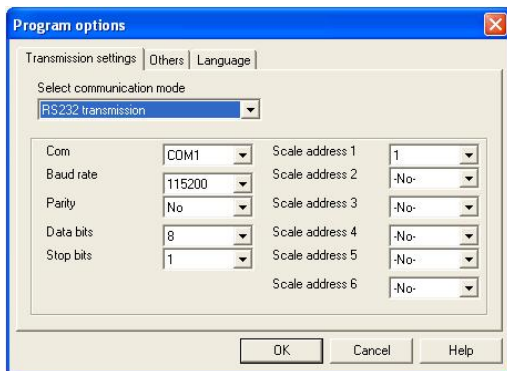 Program options
Transmission settings Others Language
Select communication mode
RS232 transmission
Com COM1 Scale address 1 1
Baud rate 115200 Scale address 2 -No-
Parity No Scale address 3 -No-
Data bits 8 Scale address 4 -No-
Stop bits 1 Scale address 5 -No-
Scale address 6 -No-
OK Cancel Help